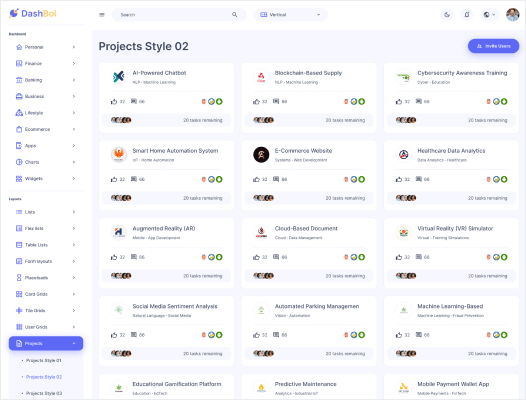 DashBoi
Search
Vertical
Dashboard
Personal
Finance
Banking
Business
Lifestyle
Ecommerce
Apps
Charts
Widgets
Layouts
Lists
Flex lists
Table Lists
Form layouts
Placeloads
Card Grids
Tile Grids
User Grids
Projects
Projects Style 01
Projects Style 02
Projects Style 03
Projects Style 02
Invite Users
AI-Powered Chatbot
NLP - Machine Learning
32 66
20 tasks remaining
Blockchain-Based Supply
NLP - Machine Learning
32 66
20 tasks remaining
Cybersecurity Awareness Training
Cyber - Education
32 66
20 tasks remaining
Smart Home Automation System
IoT - Home Automation
32 66
20 tasks remaining
E-Commerce Website
Systems - Web Development
32 66
20 tasks remaining
Healthcare Data Analytics
Data Analytics - Healthcare
32 66
20 tasks remaining
Augmented Reality (AR)
Mobile - App Development
32 66
20 tasks remaining
Cloud-Based Document
Cloud - Data Management
32 66
20 tasks remaining
Virtual Reality (VR) Simulator
Virtual - Training Simulations
32 66
20 tasks remaining
Social Media Sentiment Analysis
Natural Language - Social Media
32 66
20 tasks remaining
Automated Parking Managemen
Vision - Automation
32 66
20 tasks remaining
Machine Learning-Based
Machine Learning - Fraud Prevention
32 66
20 tasks remaining
Educational Gamification Platform
Education - EdTech
Predictive Maintenance
Analytics - Industrial IoT
Mobile Payment Wallet App
Mobile Payments - FinTech